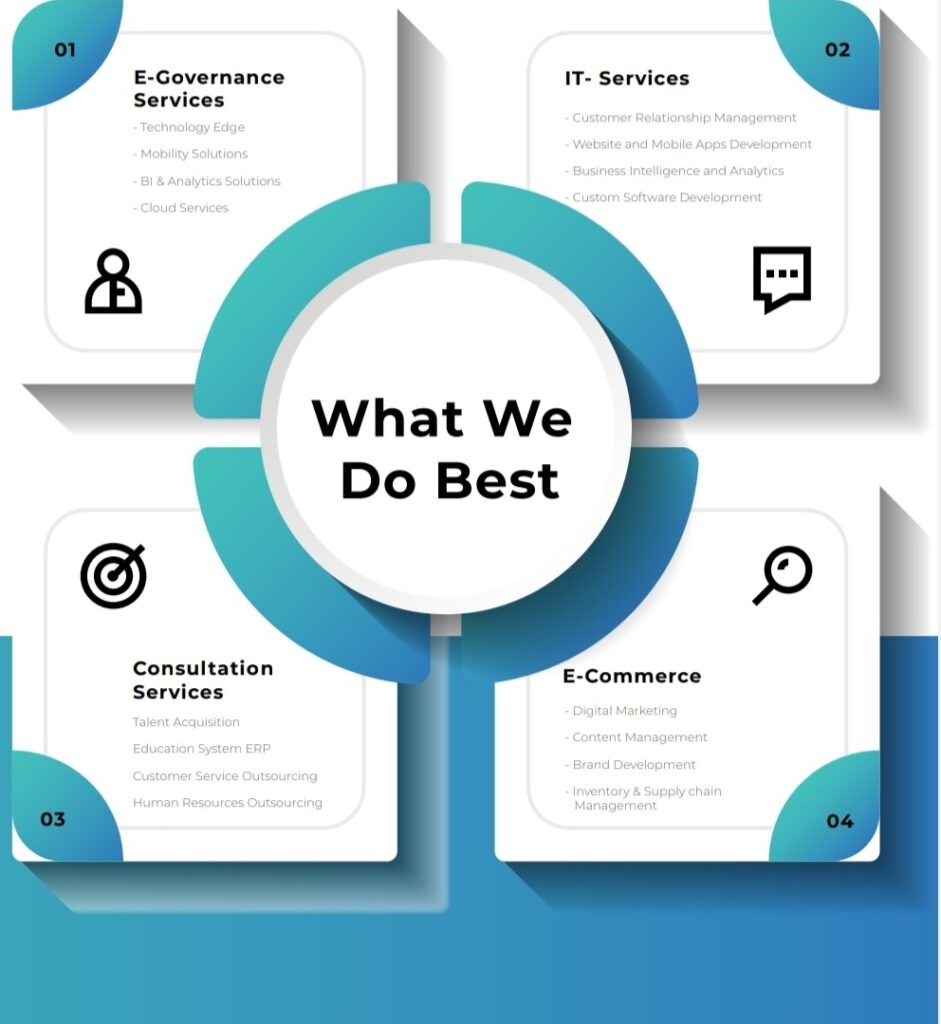 01
E-Governance
Services
- Technology Edge
- Mobility Solutions
- BI & Analytics Solutions
- Cloud Services
02
IT- Services
- Customer Relationship Management
- Website and Mobile Apps Development
- Business Intelligence and Analytics
- Custom Software Development
What We
Do Best
Consultation
Services
Talent Acquisition
Education System ERP
Customer Service Outsourcing
Human Resources Outsourcing
03
E-Commerce
- Digital Marketing
- Content Management
- Brand Development
- Inventory & Supply chain
Management
04